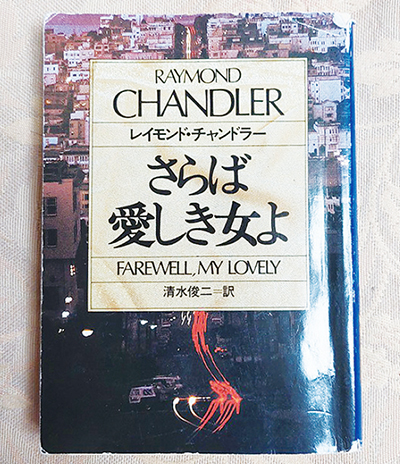 RAYMOND
CHANDLER
レイモンド・チャンドラー
さらば
愛しき女よ
FAREWELL, MY LOVELY
清水俊二=訳